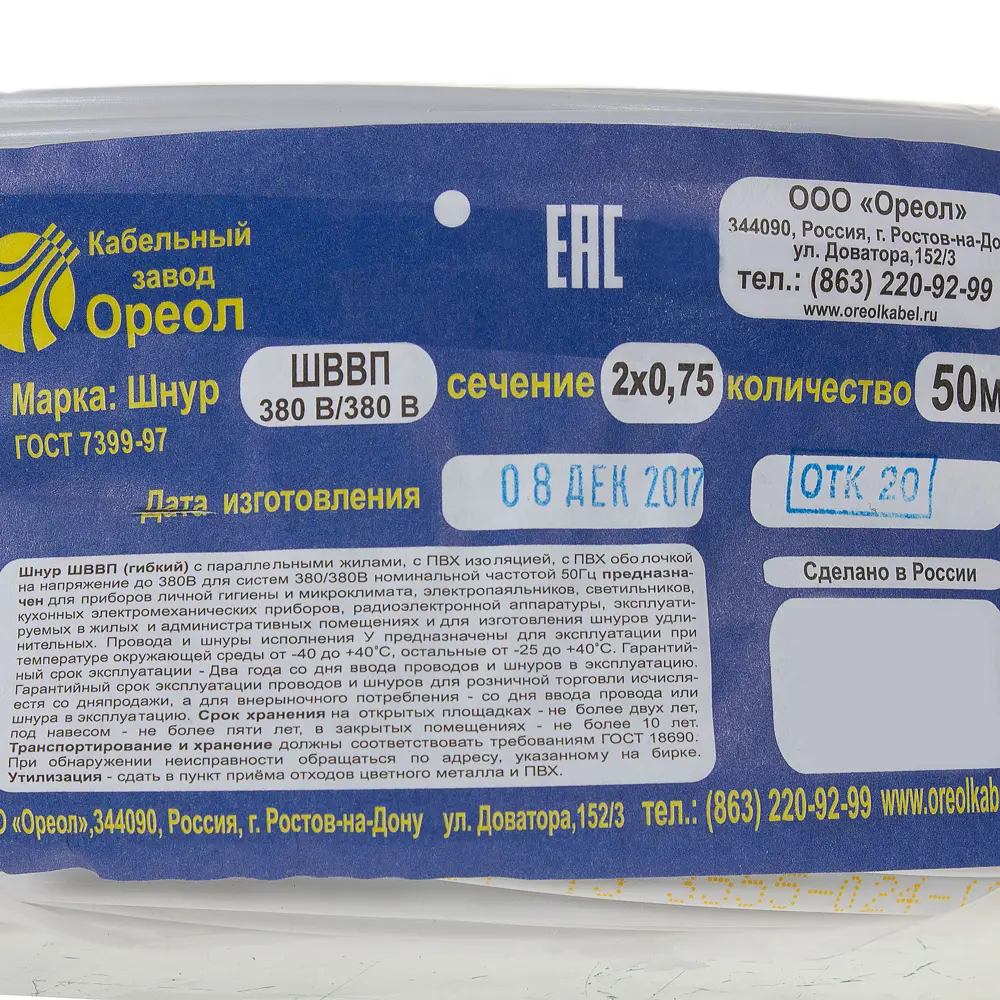 Кабельный
завод
Ореол
ЕАС
ООО «Ореол»
344090, Россия, г. Ростов-на-До
ул. Доватора,152/3
тел.: (863) 220-92-99
www.oreolkabel.ru
Марка: Шнур ШВВП 380 В/380 В сечение 2х0,75 количество 50м
ГОСТ 7399-97
Дата изготовления 08 ДЕК 2017 ОТК 20
Сделано в России
Шнур ШВВП (гибкий) с параллельными жилами, с ПВХ изоляцией, с ПВХ оболочкой
на напряжение до 380В для систем 380/380В номинальной частотой 50Гц предназна-
чен для приборов личной гигиены и микроклимата, электропаяльников, светильников,
кухонных электромеханических приборов, радиоэлектронной аппаратуры, эксплуати-
руемых в жилых и административных помещениях и для изготовления шнуров удли-
нительных. Провода и шнуры исполнения У предназначены для эксплуатации при
температуре окружающей среды от -40 до +40°С, остальные от -25 до +40°С. Гарантий-
ный срок эксплуатации - Два года со дня ввода проводов и шнуров в эксплуатацию.
Гарантийный срок эксплуатации проводов и шнуров для розничной торговли исчисля-
естя со дняпродажи, а для внерыночного потребления - со дня ввода провода или
шнура в эксплуатацию. Срок хранения на открытых площадках - не более двух лет,
под навесом - не более пяти лет, в закрытых помещениях - не более 10 лет.
Транспортирование и хранение должны соответствовать требованиям ГОСТ 18690.
При обнаружении неисправности обращаться по адресу, указанному на бирке.
Утилизация - сдать в пункт приёма отходов цветного металла и ПВХ.
О «Ореол»,344090, Россия, г. Ростов-на-Дону ул. Доватора,152/3 тел.: (863) 220-92-99 www.oreolkabe
3555-024-